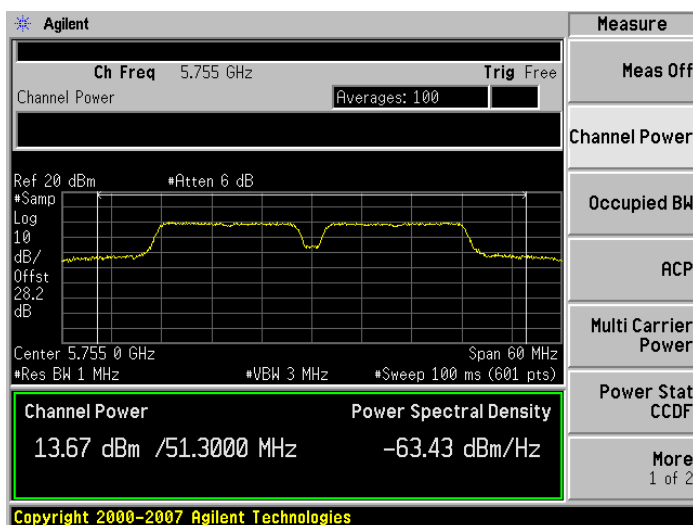 Agilent
Ch Freq 5.755 GHz Trig Free
Channel Power Averages: 100
Ref 20 dBm #Atten 6 dB
#Samp
Log
10
dB/
Offst
28.2
dB
Center 5.755 0 GHz Span 60 MHz
#Res BW 1 MHz #VBW 3 MHz #Sweep 100 ms (601 pts)
Channel Power Power Spectral Density
13.67 dBm /51.3000 MHz -63.43 dBm/Hz
Copyright 2000-2007 Agilent Technologies
Measure
Meas Off
Channel Power
Occupied BW
ACP
Multi Carrier
Power
Power Stat
CCDF
More
1 of 2